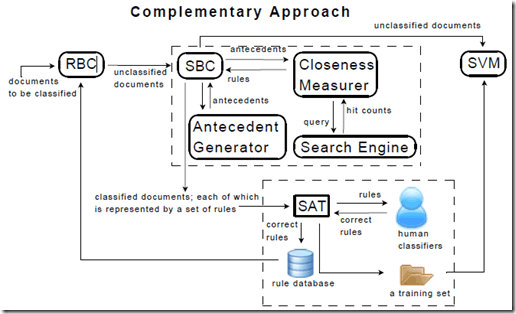 Complementary Approach
unclassified documents
antecedents
RBC
SBC
rules
Closeness
Measurer
SVM
documents
to be classified
unclassified
documents
antecedents
query
hit counts
Antecedent
Generator
Search Engine
classified documents; each of which
is represented by a set of rules
SAT
rules
correct
rules
human
classifiers
correct
rules
rule database
a training set